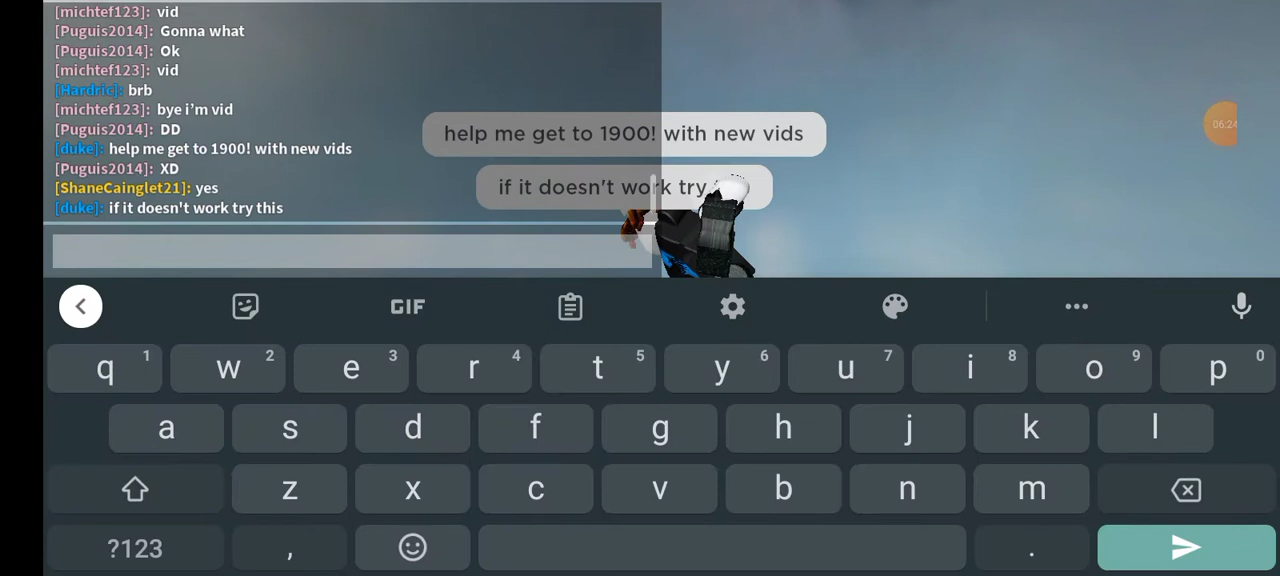 [michtef123]: vid
[Puguis2014]: Gonna what
[Puguis2014]: Ok
[michtef123]: vid
[Hardric]: brb
[michtef123]: bye i'm vid
[Puguis2014]: DD
[duke]: help me get to 1900! with new vids
[Puguis2014]: XD
[ShaneCainglet21]: yes
[duke]: if it doesn't work try this
help me get to 1900! with new vids
if it doesn't work try
06:24
GIF
q 1 w 2 e 3 r 4 t 5 y 6 u 7 i 8 o 9 p 0
a s d f g h j k l
z x c v b n m
?123 , .